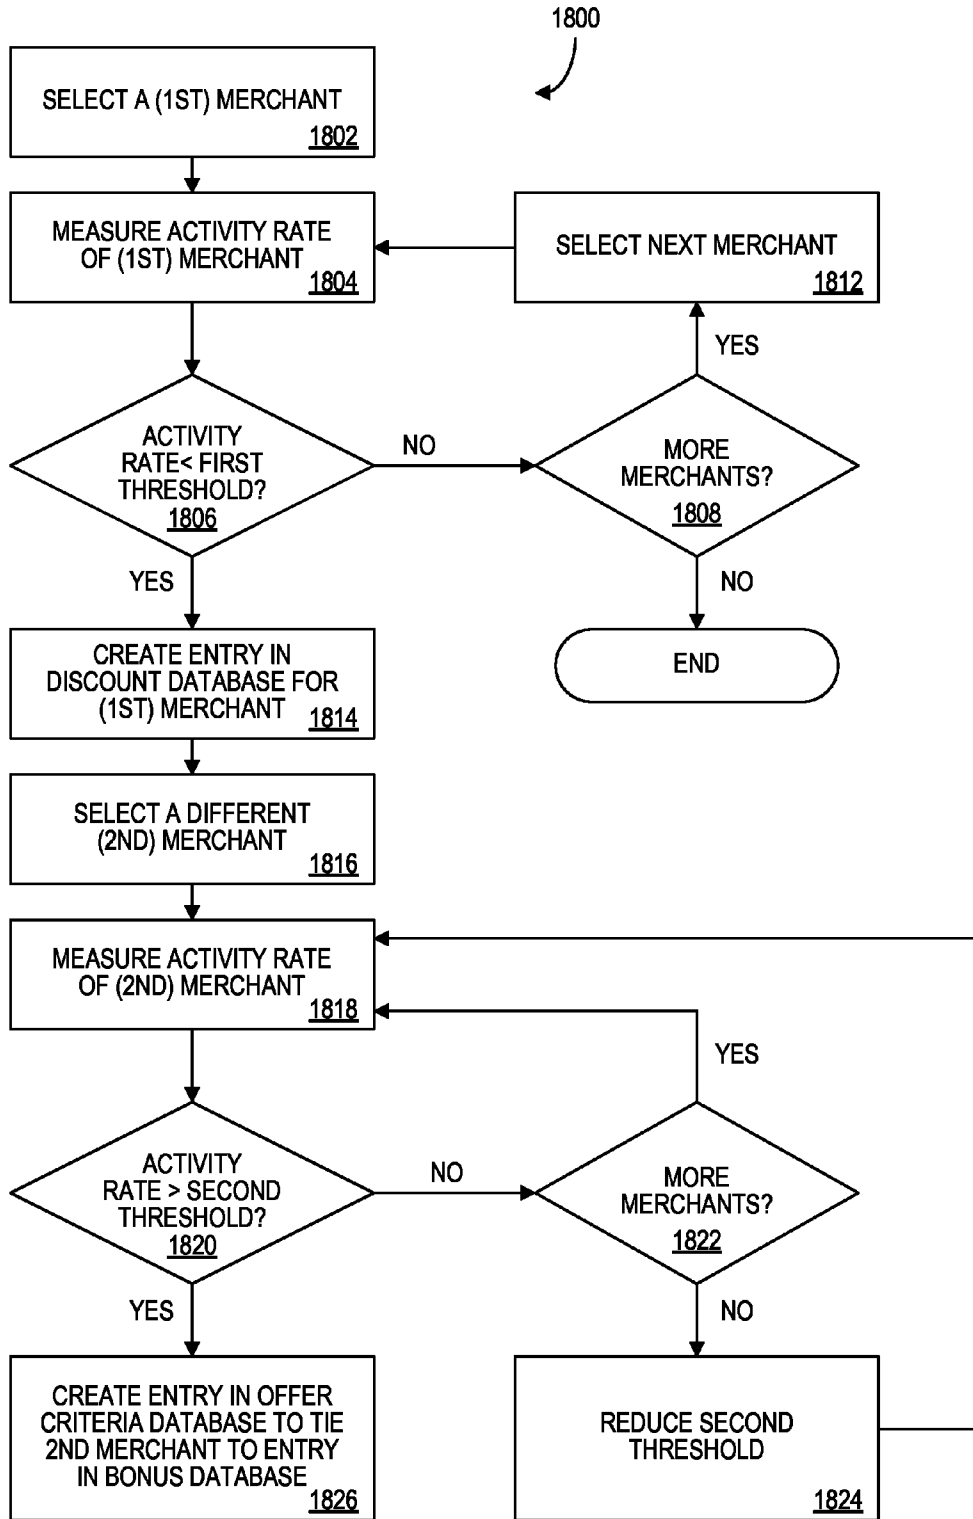 1800
SELECT A (1ST) MERCHANT
1802
MEASURE ACTIVITY RATE
OF (1ST) MERCHANT
1804
SELECT NEXT MERCHANT
1812
YES
ACTIVITY
RATE< FIRST
THRESHOLD?
1806
NO
MORE
MERCHANTS?
1808
YES
NO
CREATE ENTRY IN
DISCOUNT DATABASE FOR
(1ST) MERCHANT
1814
END
SELECT A DIFFERENT
(2ND) MERCHANT
1816
MEASURE ACTIVITY RATE
OF (2ND) MERCHANT
1818
YES
ACTIVITY
RATE > SECOND
THRESHOLD?
1820
NO
MORE
MERCHANTS?
1822
YES
NO
CREATE ENTRY IN OFFER
CRITERIA DATABASE TO TIE
2ND MERCHANT TO ENTRY
IN BONUS DATABASE
1826
REDUCE SECOND
THRESHOLD
1824